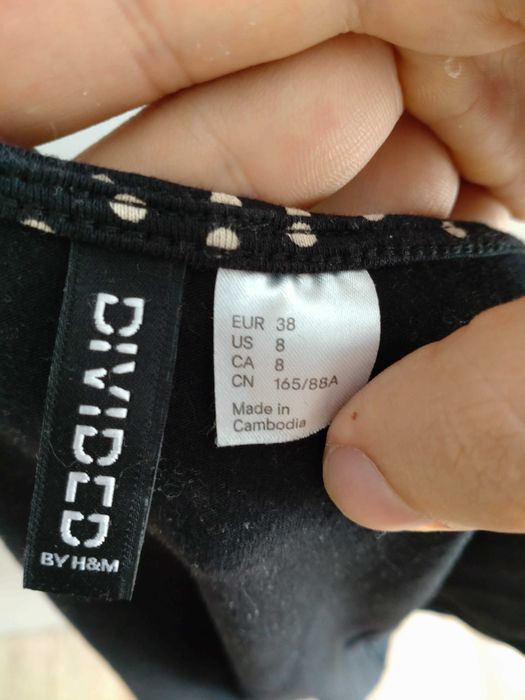 DIVIDED
BY H&M
EUR 38
US 8
CA 8
CN 165/88A
Made in
Cambodia